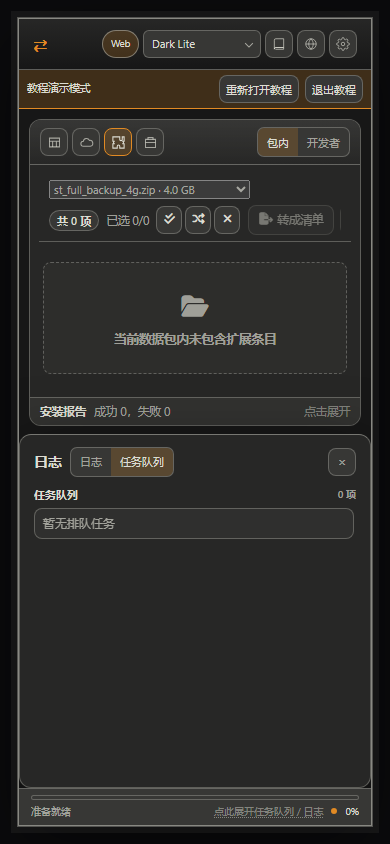 Web Dark Lite
教程演示模式 重新打开教程 退出教程
包内 开发者
st_full_backup_4g.zip · 4.0 GB
共 0 项 已选 0/0 转成清单
当前数据包内未包含扩展条目
安装报告 成功 0，失败 0 点击展开
日志 日志 任务队列 ×
任务队列 0 项
暂无排队任务
准备就绪 点此展开任务队列 / 日志 0%